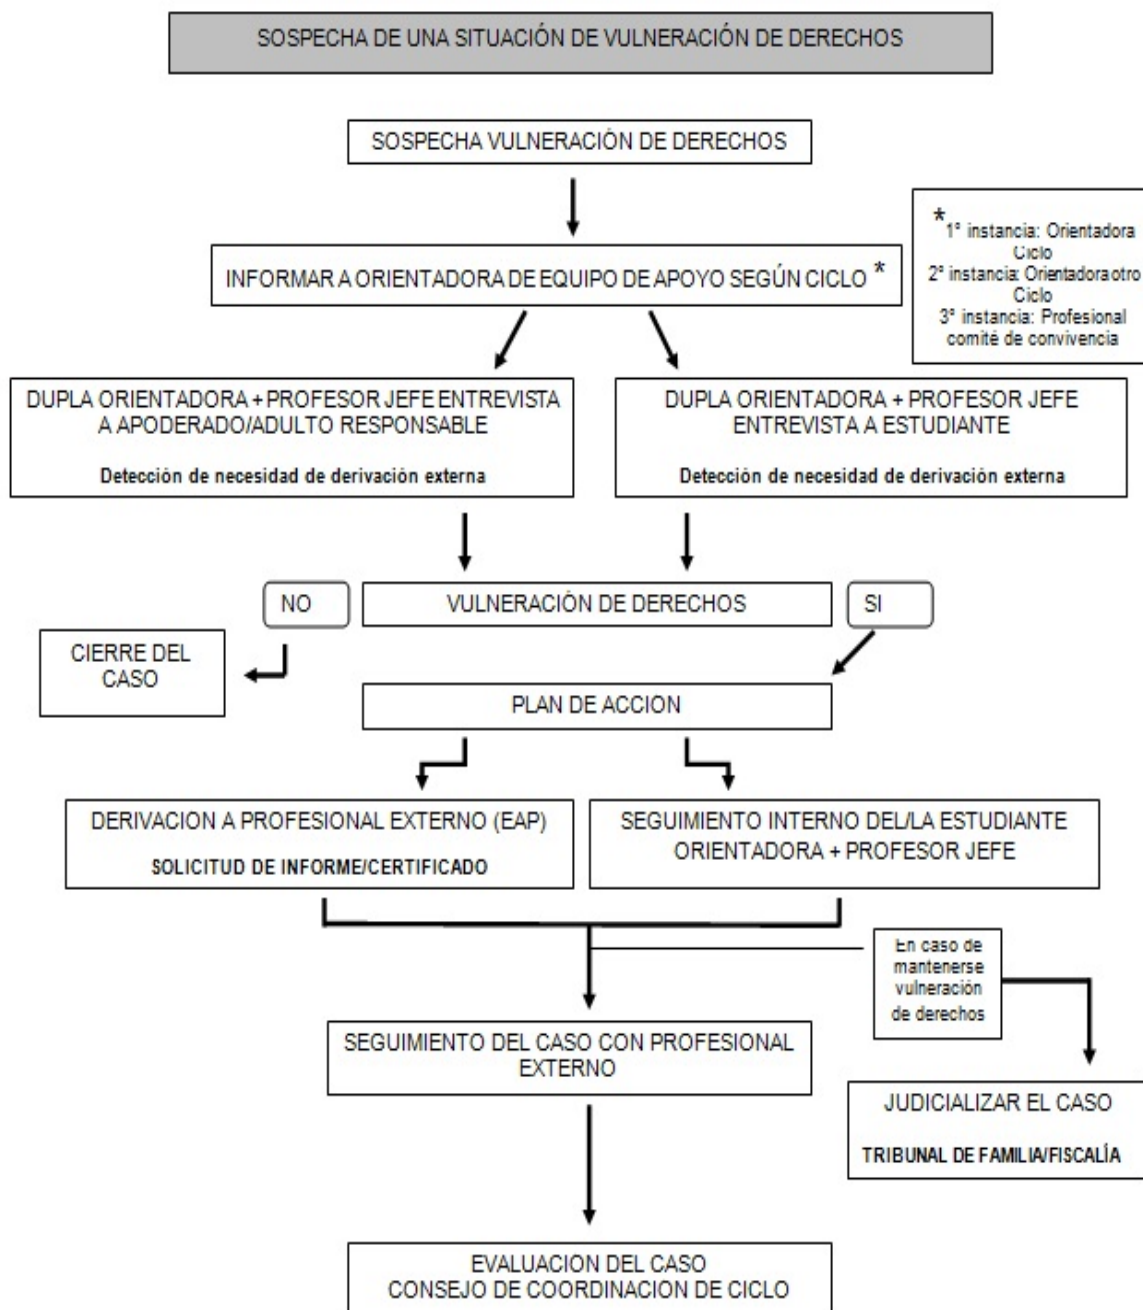 SOSPECHA DE UNA SITUACIÓN DE VULNERACIÓN DE DERECHOS
SOSPECHA VULNERACIÓN DE DERECHOS
INFORMAR A ORIENTADORA DE EQUIPO DE APOYO SEGÚN CICLO *
*1° instancia: Orientadora
Ciclo
2° instancia: Orientadora otro
Ciclo
3° instancia: Profesional
comité de convivencia
DUPLA ORIENTADORA + PROFESOR JEFE ENTREVISTA
A APODERADO/ADULTO RESPONSABLE
Detección de necesidad de derivación externa
DUPLA ORIENTADORA + PROFESOR JEFE
ENTREVISTA A ESTUDIANTE
Detección de necesidad de derivación externa
NO
VULNERACIÓN DE DERECHOS
SI
CIERRE DEL
CASO
PLAN DE ACCION
DERIVACION A PROFESIONAL EXTERNO (EAP)
SOLICITUD DE INFORME/CERTIFICADO
SEGUIMIENTO INTERNO DEL/LA ESTUDIANTE
ORIENTADORA + PROFESOR JEFE
En caso de
mantenerse
vulneración
de derechos
SEGUIMIENTO DEL CASO CON PROFESIONAL
EXTERNO
JUDICIALIZAR EL CASO
TRIBUNAL DE FAMILIA/FISCALÍA
EVALUACION DEL CASO
CONSEJO DE COORDINACION DE CICLO